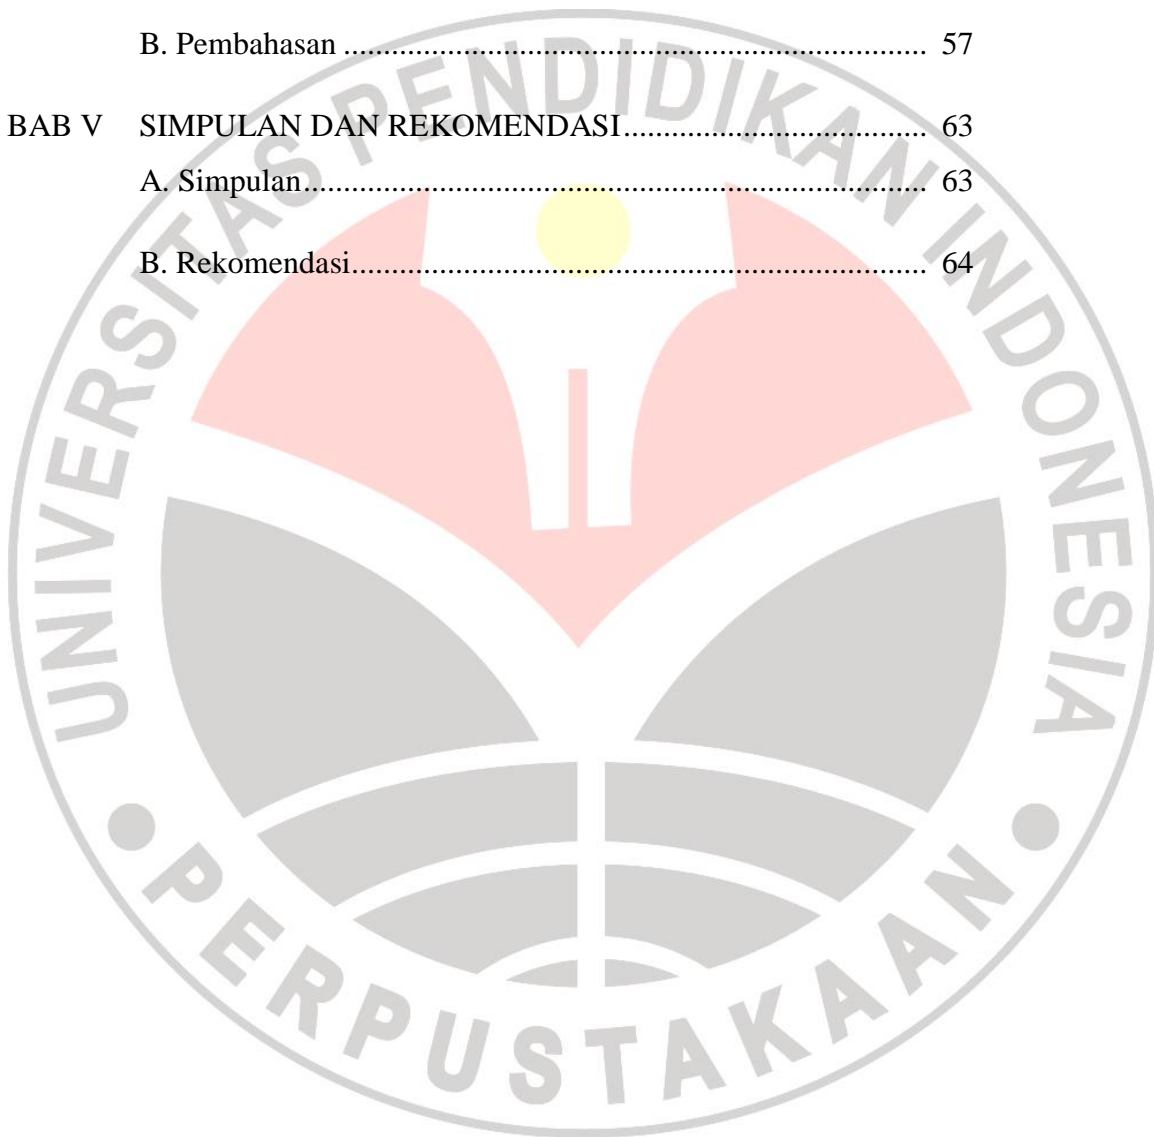 B. Pembahasan ........................................................................... 57
BAB V SIMPULAN DAN REKOMENDASI ...................................... 63
A. Simpulan ............................................................................... 63
B. Rekomendasi ......................................................................... 64
UNIVERSITAS PENDIDIKAN INDONESIA
PERPUSTAKAAN